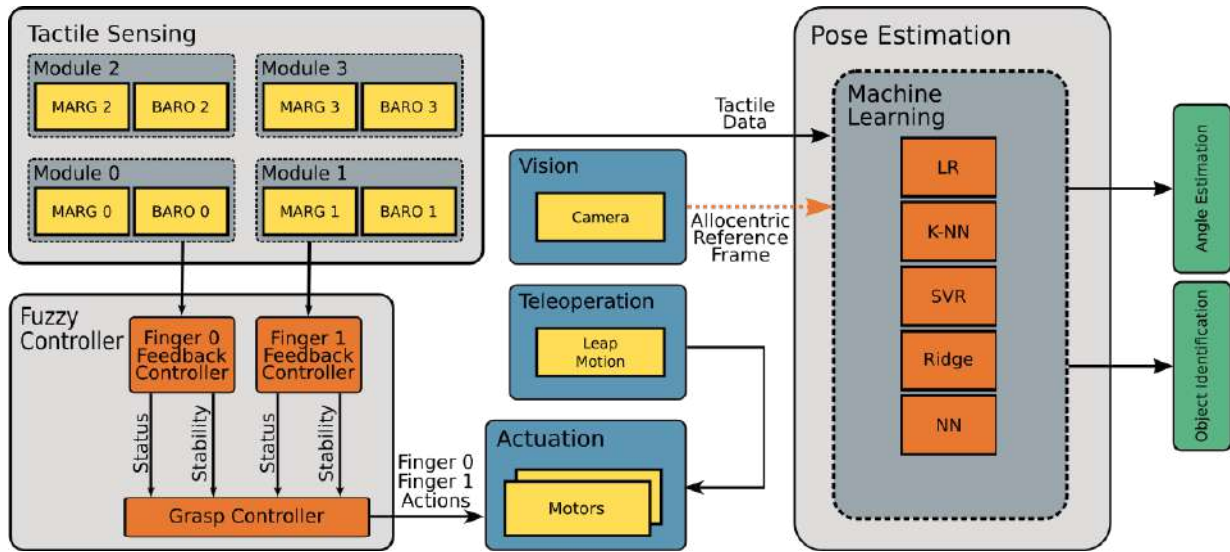 Tactile Sensing
Module 2
MARG 2
BARO 2
Module 3
MARG 3
BARO 3
Module 0
MARG 0
BARO 0
Module 1
MARG 1
BARO 1
Fuzzy
Controller
Finger 0
Feedback
Controller
Finger 1
Feedback
Controller
Status
Stability
Status
Stability
Grasp Controller
Finger 0
Finger 1
Actions
Tactile
Data
Vision
Camera
Allocentric
Reference
Frame
Teleoperation
Leap
Motion
Actuation
Motors
Pose Estimation
Machine
Learning
LR
K-NN
SVR
Ridge
NN
Angle Estimation
Object Identification